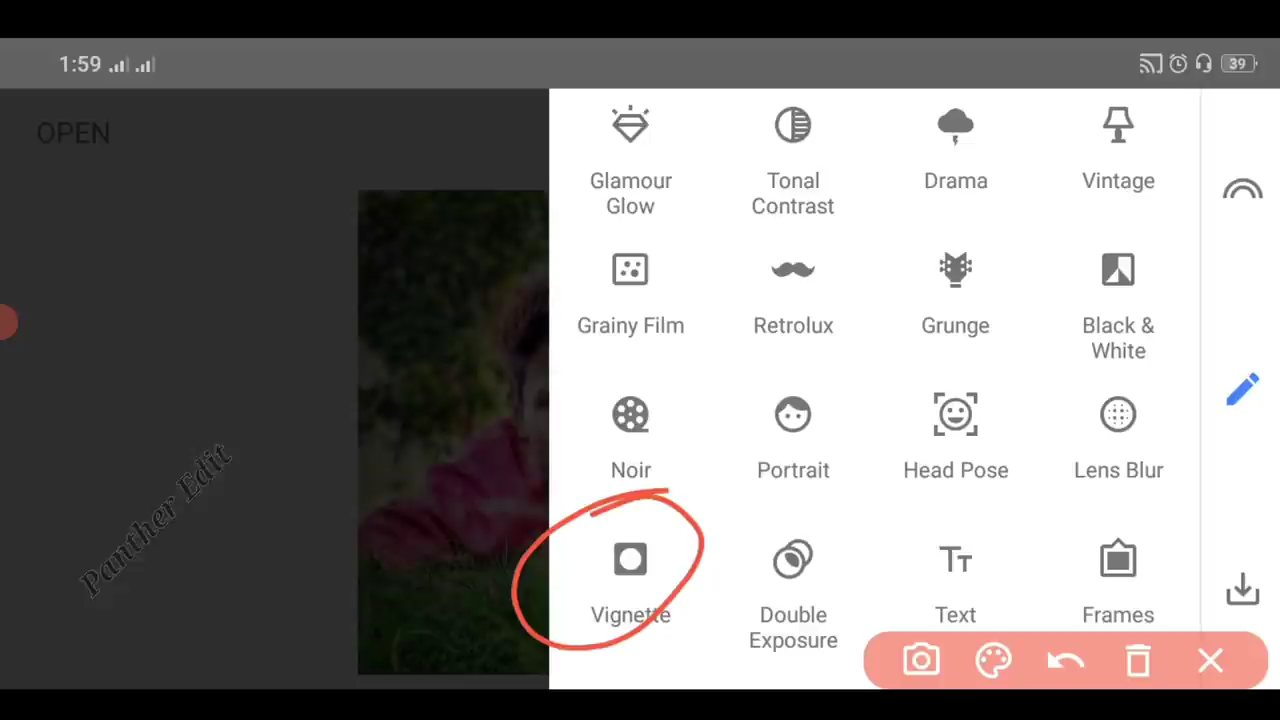 1:59
39
OPEN
Glamour
Glow
Tonal
Contrast
Drama
Vintage
Grainy Film
Retrolux
Grunge
Black &
White
Noir
Portrait
Head Pose
Lens Blur
Vignette
Double
Exposure
Text
Frames
Panther Edit